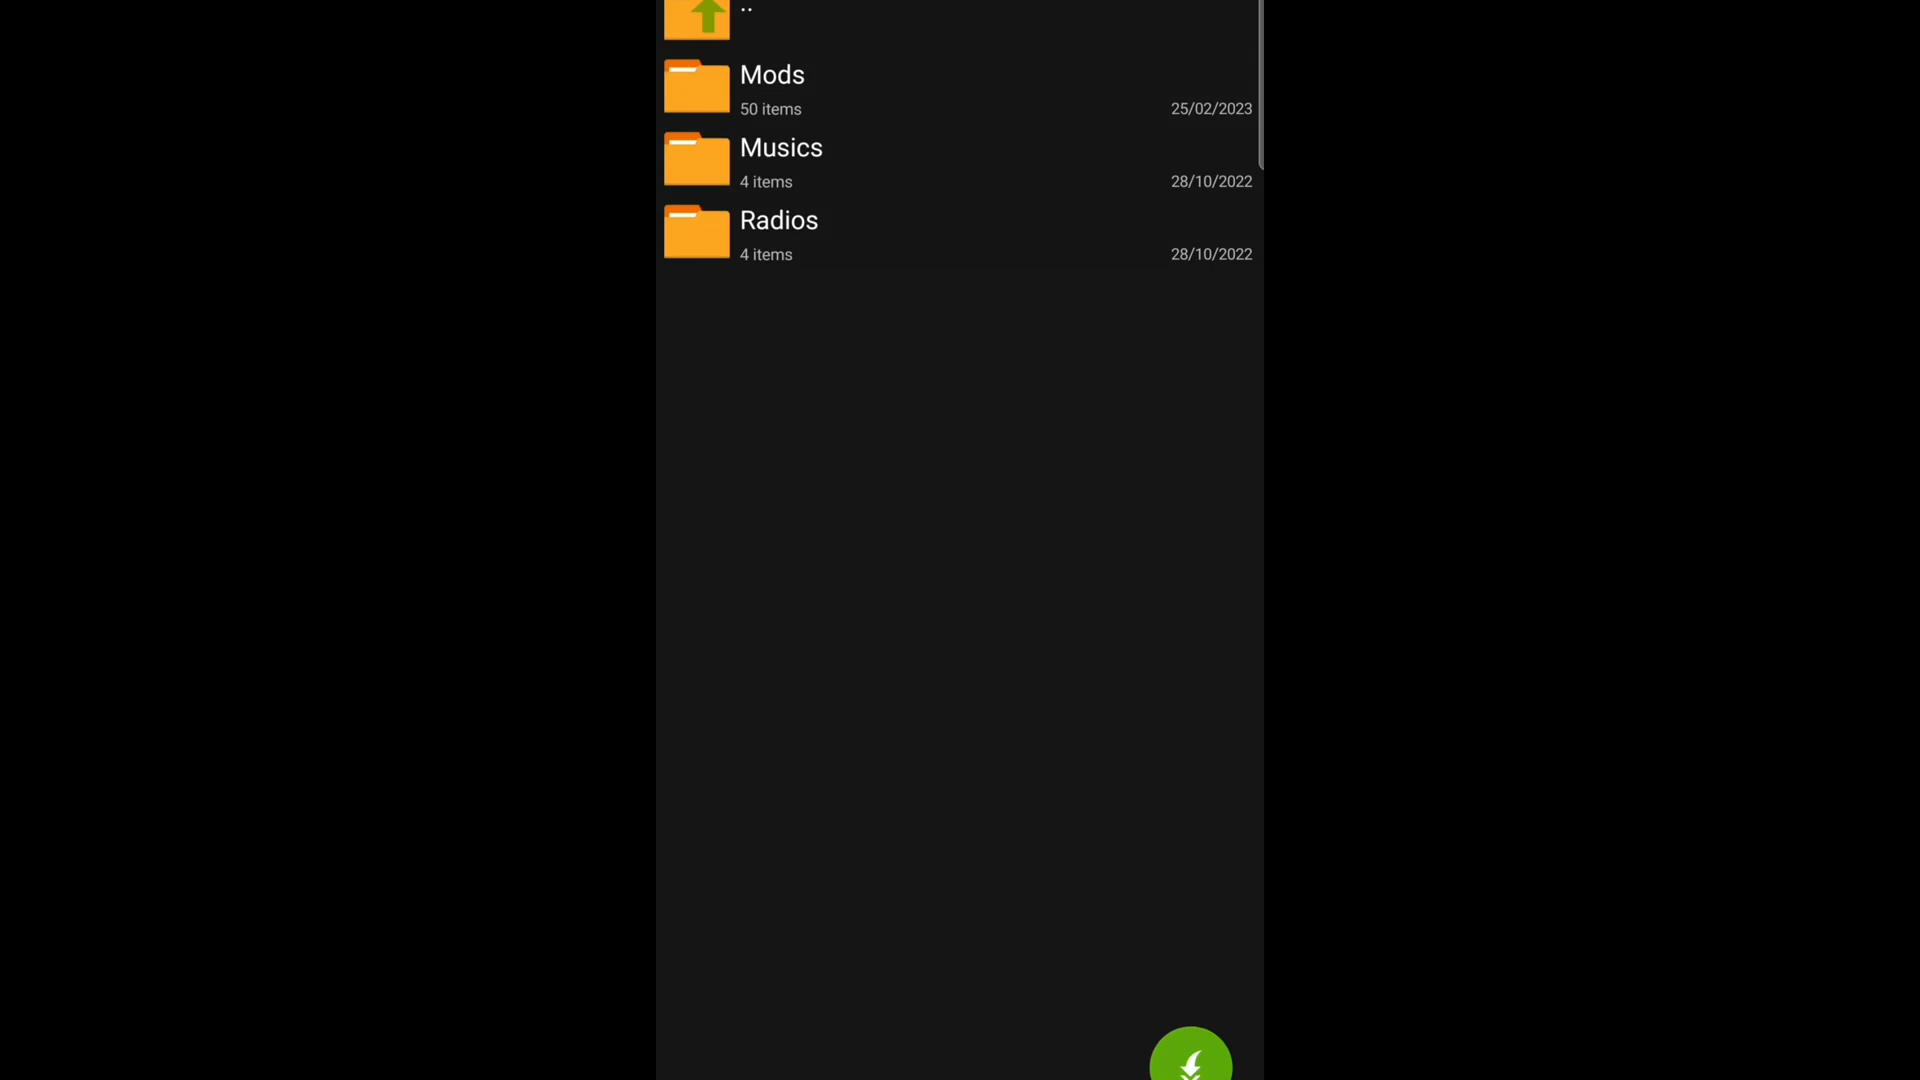 ..
Mods
50 items 25/02/2023
Musics
4 items 28/10/2022
Radios
4 items 28/10/2022